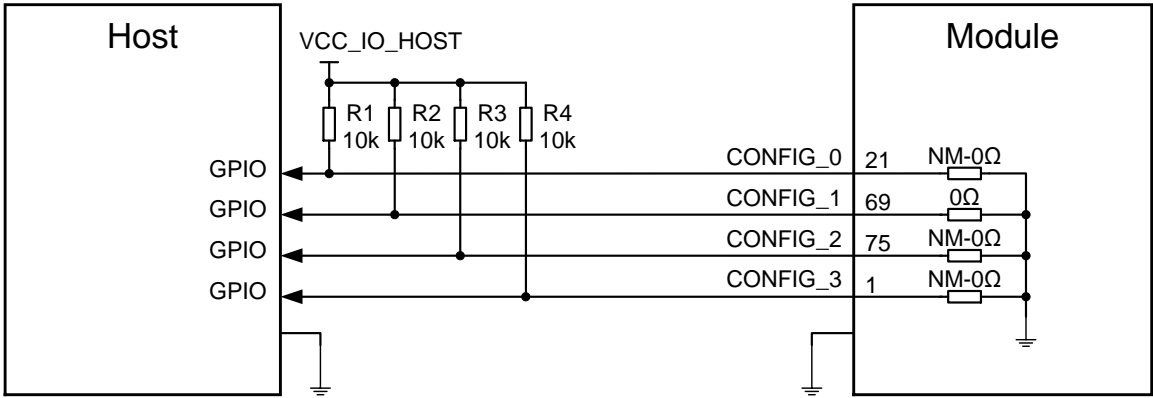 Host
Module
VCC_IO_HOST
R1
10k
R2
10k
R3
10k
R4
10k
GPIO
CONFIG_0
21
NM-0Ω
GPIO
CONFIG_1
69
0Ω
GPIO
CONFIG_2
75
NM-0Ω
GPIO
CONFIG_3
1
NM-0Ω